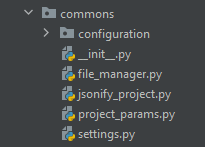 commons
configuration
__init__.py
file_manager.py
jsonify_project.py
project_params.py
settings.py